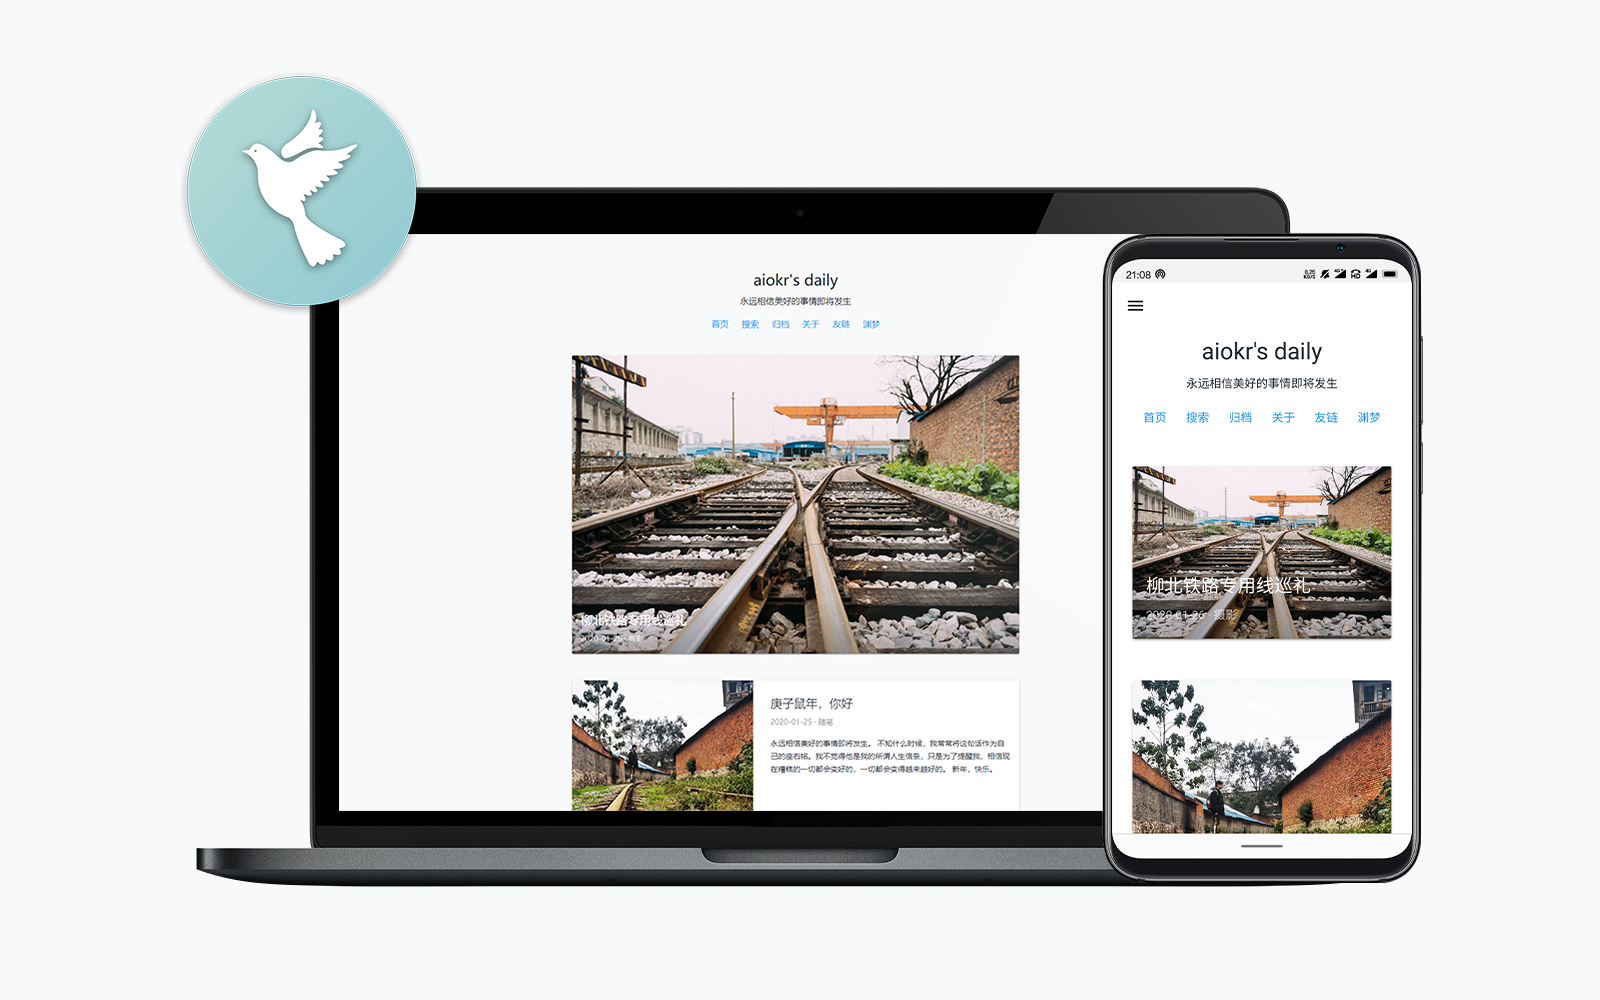 aiokr's daily
永远相信美好的事情即将发生
首页 搜索 归档 关于 友链 渊梦
柳北铁路专用线巡礼
2020-01-26 · 摄影
庚子鼠年，你好
2020-01-25 · 随笔
永远相信美好的事情即将发生。 不知什么时候，我常常将这句话作为自
己的座右铭。我不觉得他是我的所谓人生信条，只是为了提醒我，相信现
在糟糕的一切都会变好的，一切都会变得越来越好的。 新年，快乐。
21:08
aiokr's daily
永远相信美好的事情即将发生
首页 搜索 归档 关于 友链 渊梦
柳北铁路专用线巡礼
2020-01-26 · 摄影